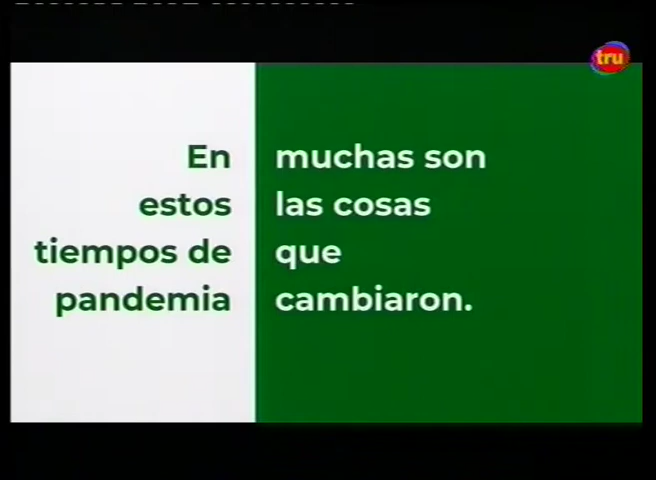 tru
En
estos
tiempos de
pandemia
muchas son
las cosas
que
cambiaron.